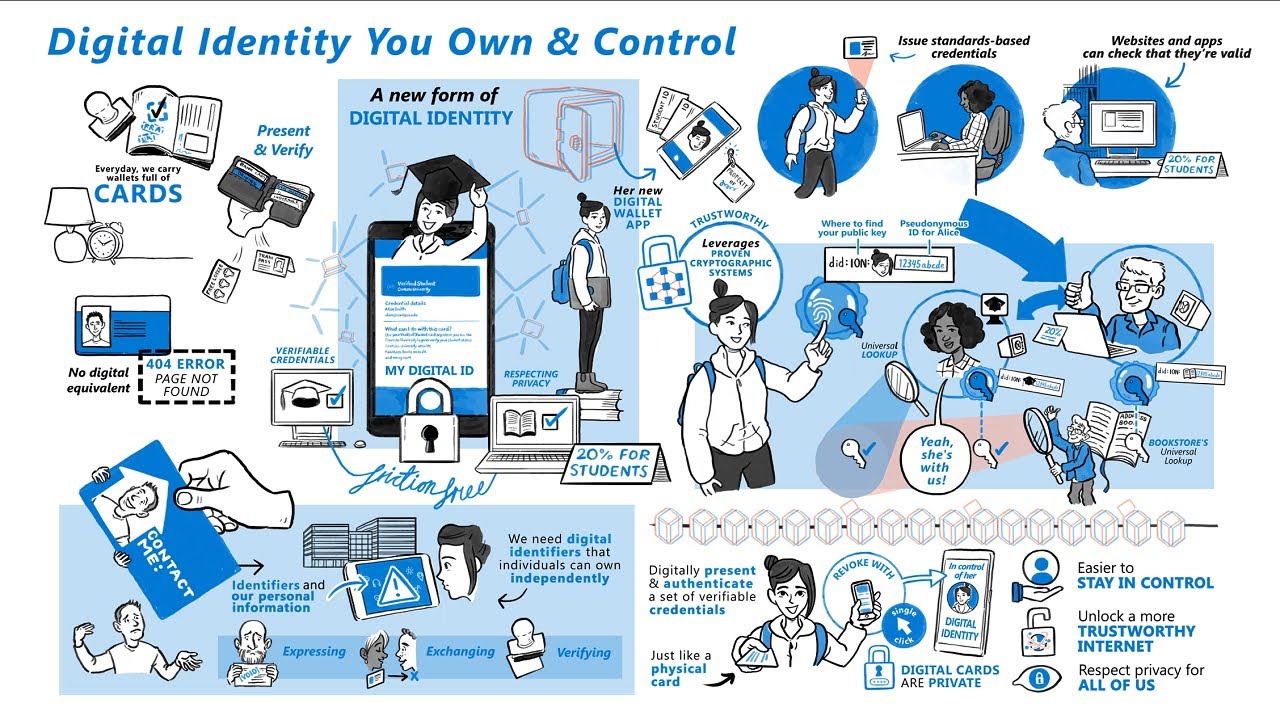 Digital Identity You Own & Control
Everyday, we carry
wallets full of
CARDS
Present
& Verify
No digital
equivalent
404 ERROR
PAGE NOT
FOUND
A new form of
DIGITAL IDENTITY
Her new
DIGITAL
WALLET
APP
Verified Student
Credential details
Alice Smith
What can I do with this card?
MY DIGITAL ID
VERIFIABLE
CREDENTIALS
RESPECTING
PRIVACY
20% FOR
STUDENTS
friction free
STUDENT ID
ID
PROPERTY
OF
Issue standards-based
credentials
Websites and apps
can check that they're valid
20% FOR
STUDENTS
TRUSTWORTHY
Leverages
PROVEN
CRYPTOGRAPHIC
SYSTEMS
Where to find
your public key
Pseudonymous
ID for Alice
did:ION:
12345abcde
Universal
LOOKUP
20%
did:ION:
did:ION:
Yeah,
she's
with
us!
ADDRESS
BOOK
BOOKSTORE'S
Universal
Lookup
CONTACT
ME!
Identifiers and
our personal
information
We need digital
identifiers that
individuals can own
independently
VOID
Expressing
Exchanging
X
Verifying
Digitally present
& authenticate
a set of verifiable
credentials
Just like a
physical
card
REVOKE WITH
single
click
In control
of her
DIGITAL
IDENTITY
DIGITAL CARDS
ARE PRIVATE
Easier to
STAY IN CONTROL
Unlock a more
TRUSTWORTHY
INTERNET
Respect privacy for
ALL OF US